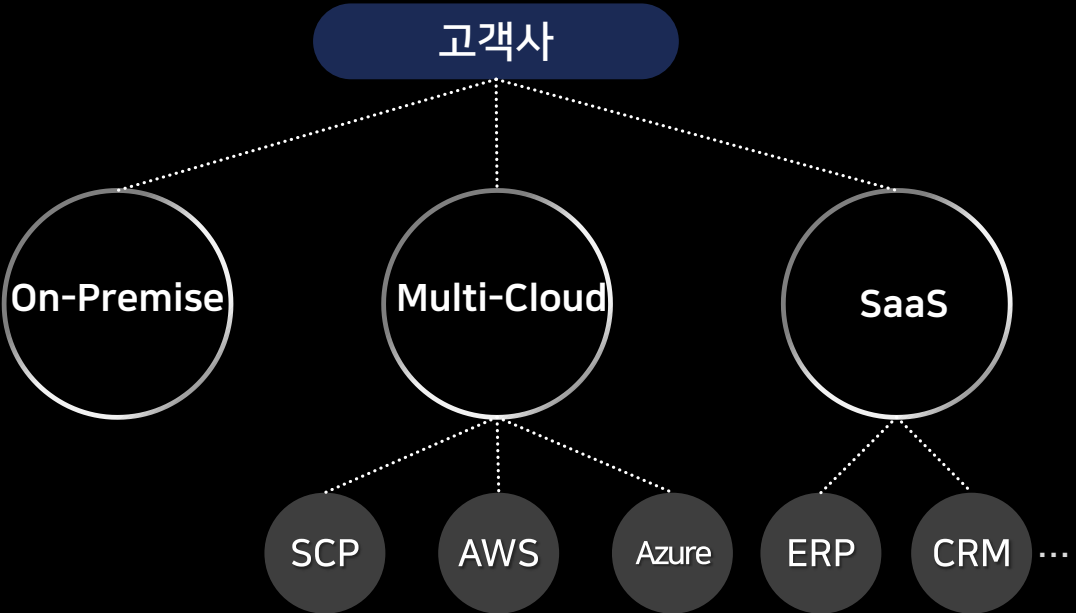 고객사
On-Premise
Multi-Cloud
SaaS
SCP
AWS
Azure
ERP
CRM
...